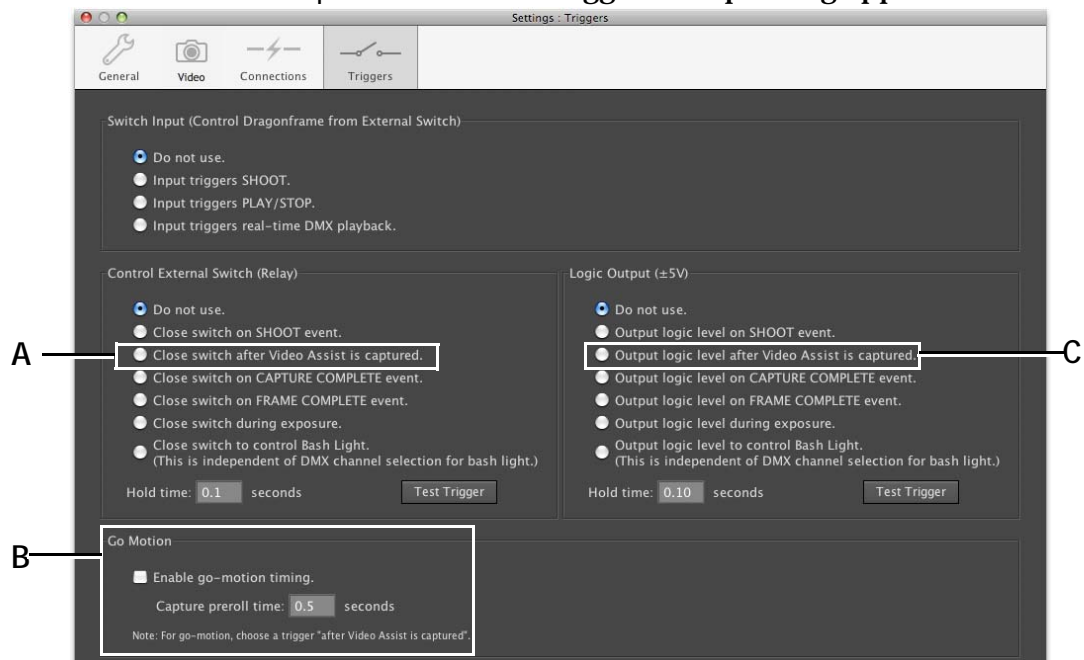 Settings : Triggers
General Video Connections Triggers
Switch Input (Control Dragonframe from External Switch)
Do not use.
Input triggers SHOOT.
Input triggers PLAY/STOP.
Input triggers real-time DMX playback.
Control External Switch (Relay)
Do not use.
Close switch on SHOOT event.
A
Close switch after Video Assist is captured.
Close switch on CAPTURE COMPLETE event.
Close switch on FRAME COMPLETE event.
Close switch during exposure.
Close switch to control Bash Light.
(This is independent of DMX channel selection for bash light.)
Hold time: 0.1 seconds Test Trigger
Logic Output (±5V)
Do not use.
Output logic level on SHOOT event.
Output logic level after Video Assist is captured.
C
Output logic level on CAPTURE COMPLETE event.
Output logic level on FRAME COMPLETE event.
Output logic level during exposure.
Output logic level to control Bash Light.
(This is independent of DMX channel selection for bash light.)
Hold time: 0.10 seconds Test Trigger
B
Go Motion
Enable go-motion timing.
Capture preroll time: 0.5 seconds
Note: For go-motion, choose a trigger "after Video Assist is captured".